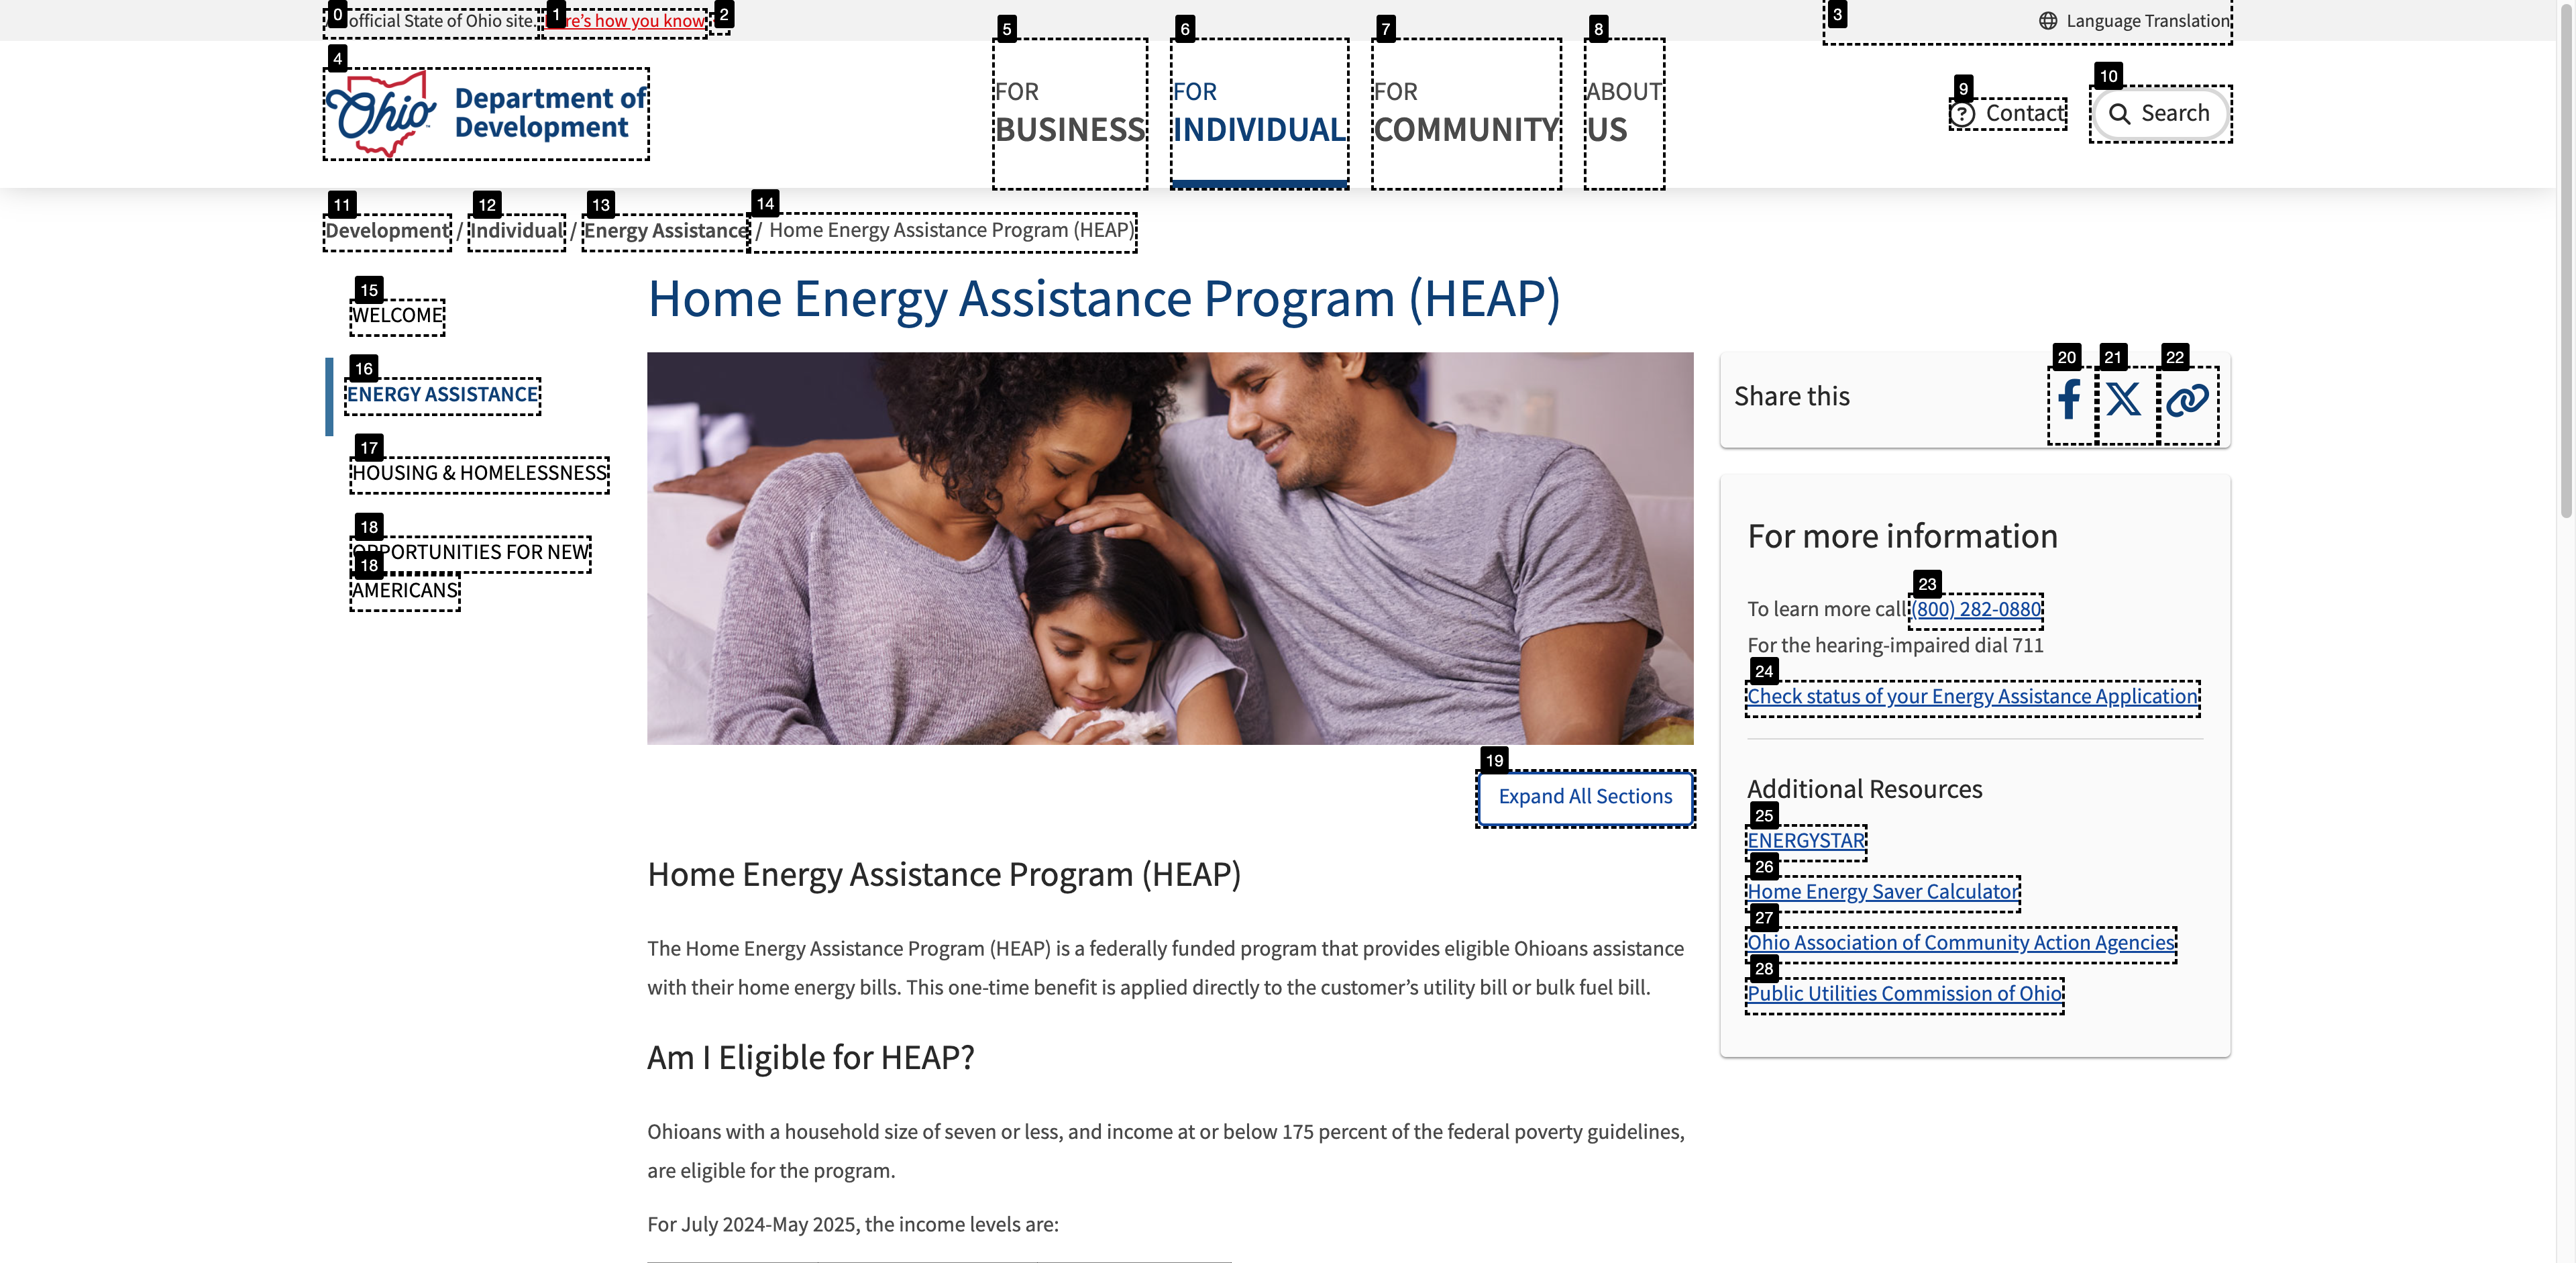 0
official State of Ohio site.
1
re's how you know
2
3
Language Translation
4
Ohio
Department of
Development
5
FOR
BUSINESS
6
FOR
INDIVIDUAL
7
FOR
COMMUNITY
8
ABOUT
US
9
Contact
10
Search
11
Development /
12
Individual /
13
Energy Assistance
14
/ Home Energy Assistance Program (HEAP)
15
WELCOME
16
ENERGY ASSISTANCE
17
HOUSING & HOMELESSNESS
18
OPPORTUNITIES FOR NEW
18
AMERICANS
Home Energy Assistance Program (HEAP)
19
Expand All Sections
Home Energy Assistance Program (HEAP)
The Home Energy Assistance Program (HEAP) is a federally funded program that provides eligible Ohioans assistance
with their home energy bills. This one-time benefit is applied directly to the customer's utility bill or bulk fuel bill.
Am I Eligible for HEAP?
Ohioans with a household size of seven or less, and income at or below 175 percent of the federal poverty guidelines,
are eligible for the program.
For July 2024-May 2025, the income levels are:
Share this
20
21
22
For more information
23
To learn more call (800) 282-0880
For the hearing-impaired dial 711
24
Check status of your Energy Assistance Application
Additional Resources
25
ENERGYSTAR
26
Home Energy Saver Calculator
27
Ohio Association of Community Action Agencies
28
Public Utilities Commission of Ohio